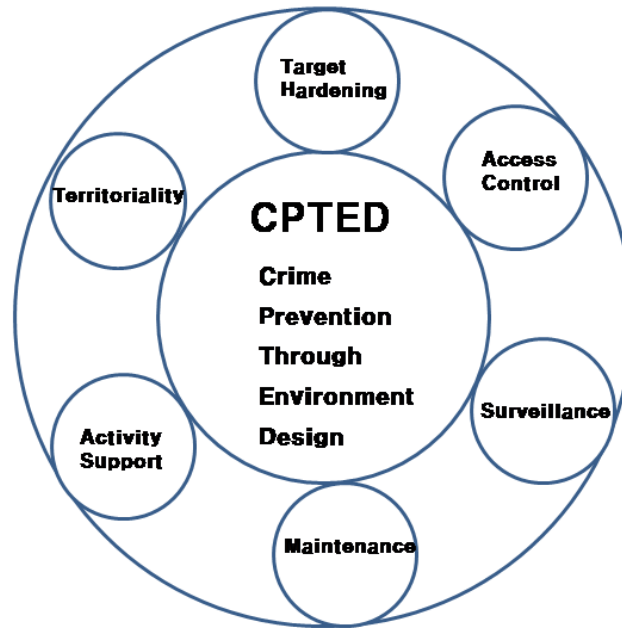 Target
Hardening
Access
Control
Territoriality
CPTED
Crime
Prevention
Through
Environment
Design
Surveillance
Activity
Support
Maintenance